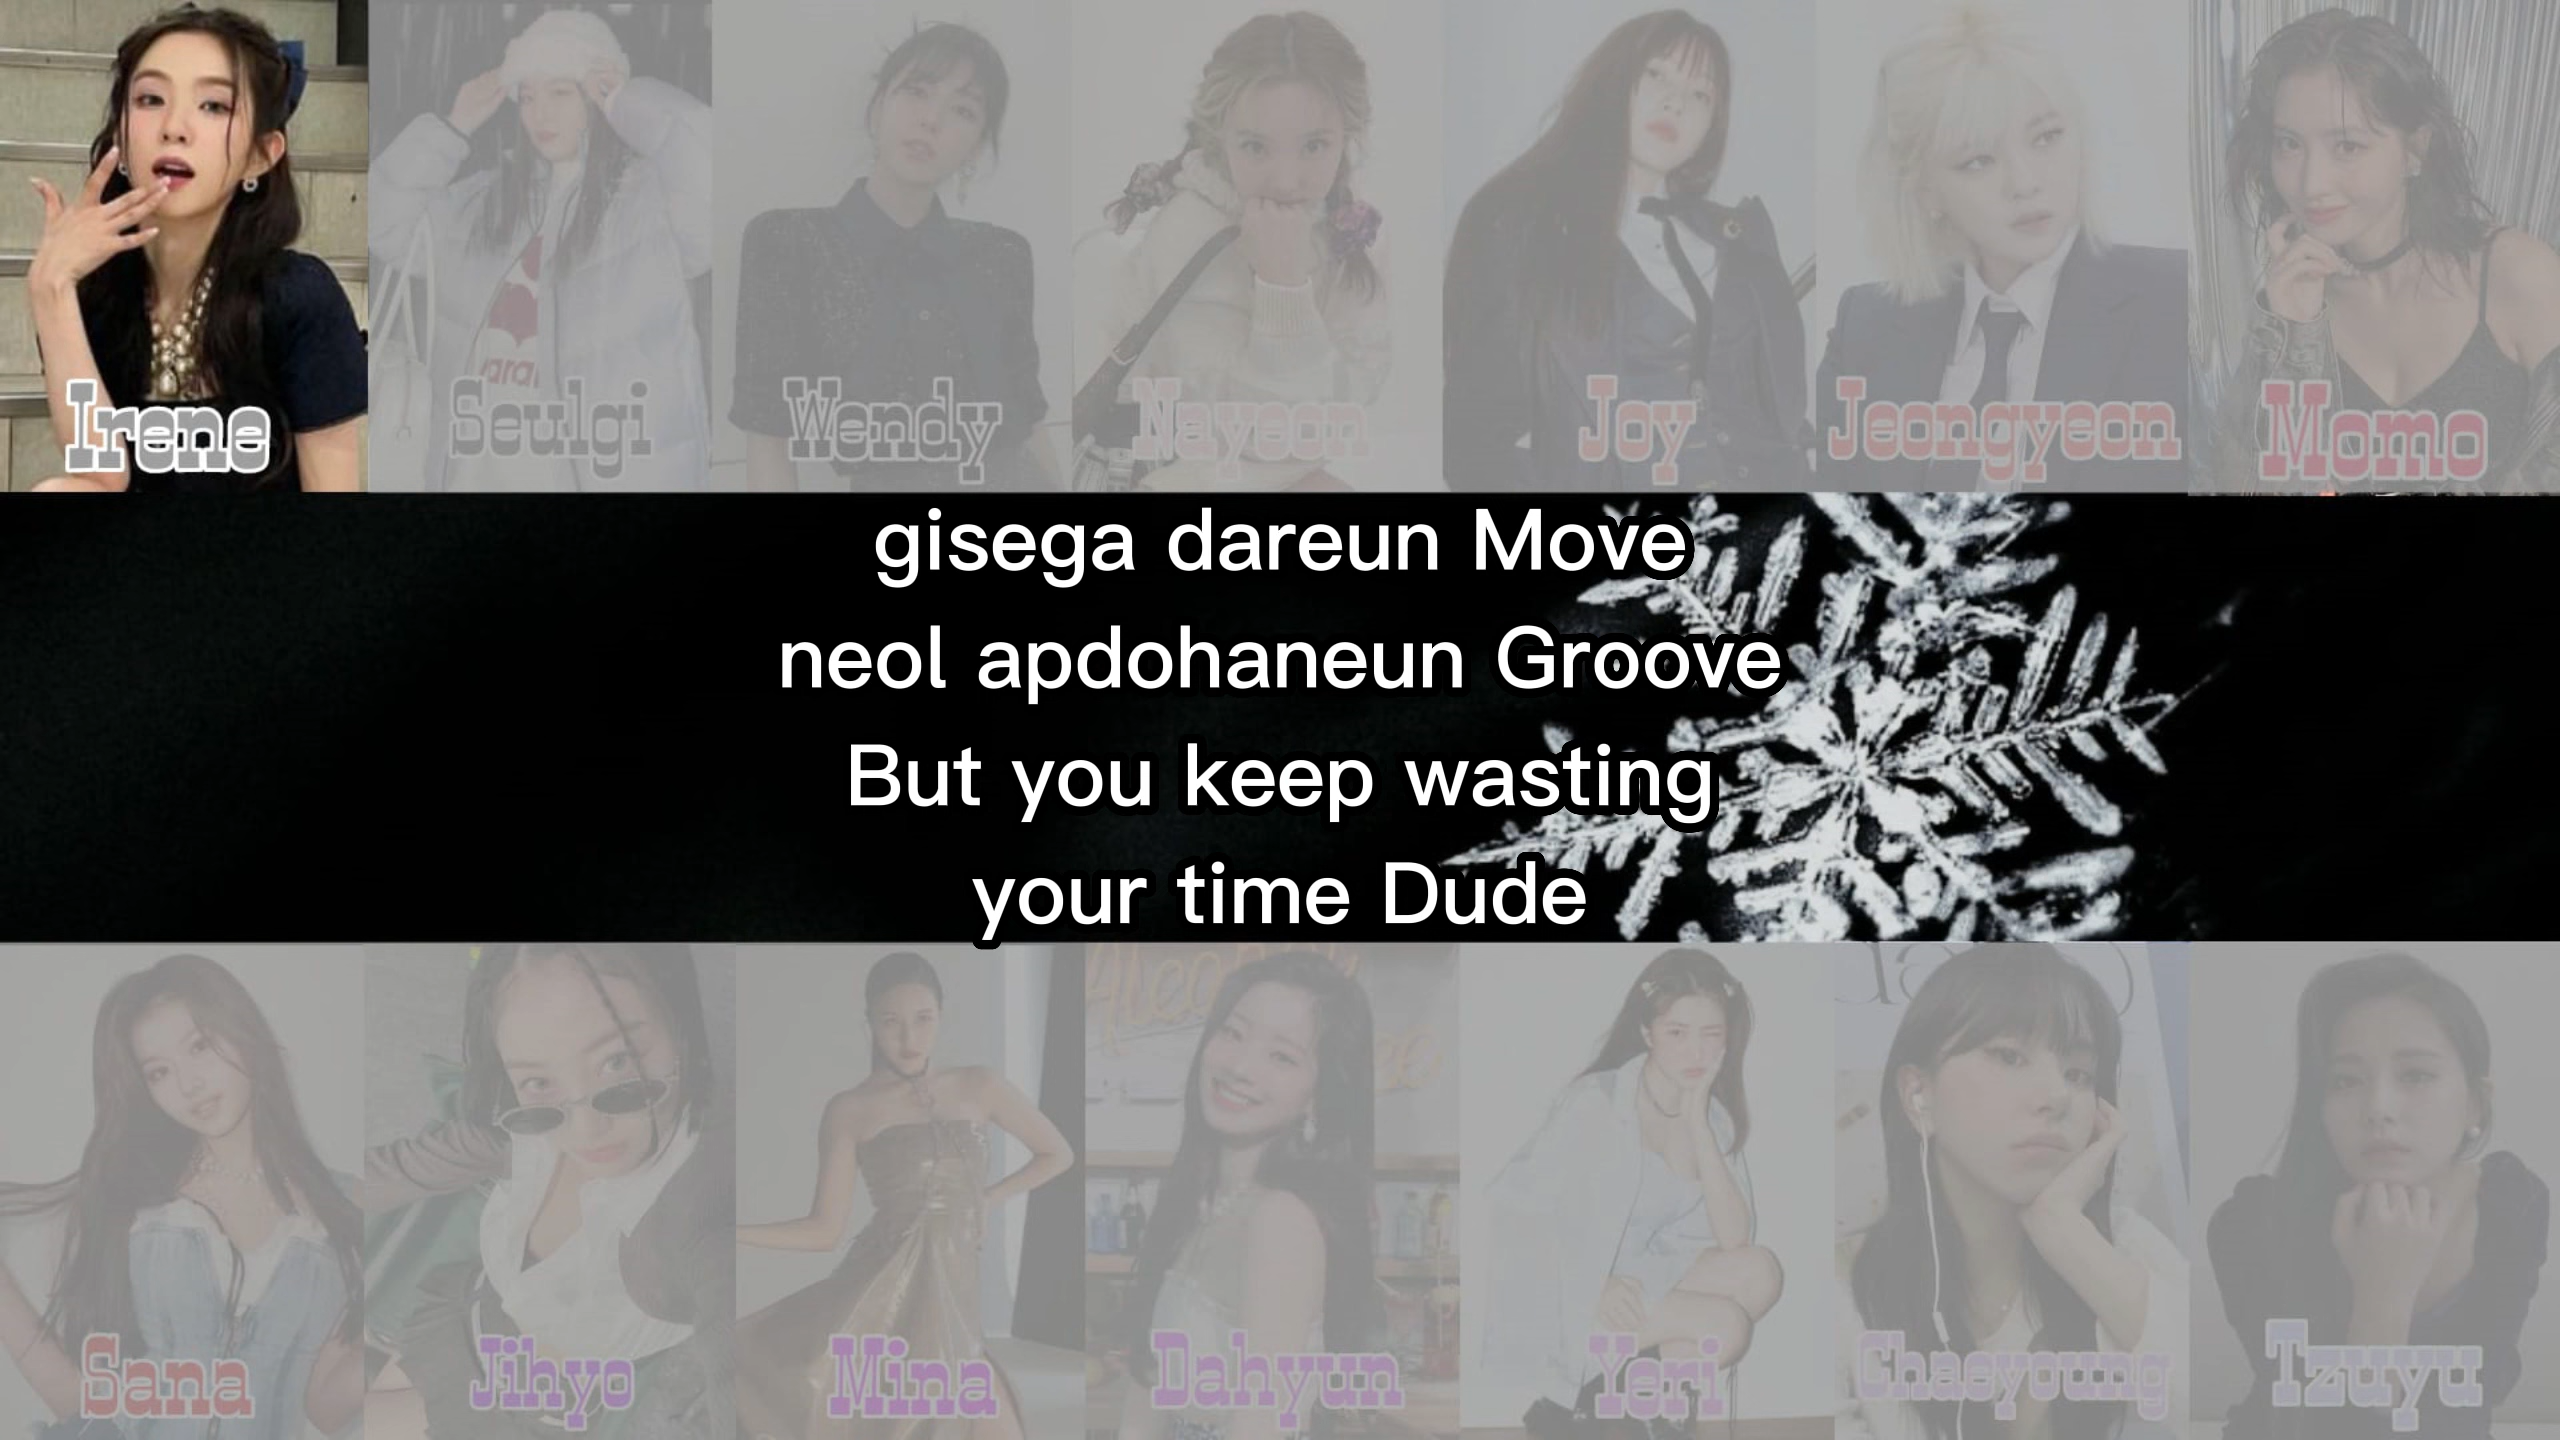 Irene
Seulgi
Wendy
Nayeon
Joy
Jeongyeon
Momo
gisega dareun Move
neol apdohaneun Groove
But you keep wasting
your time Dude
Sana
Jihyo
Mina
Dahyun
Yeri
Chaeyoung
Tzuyu